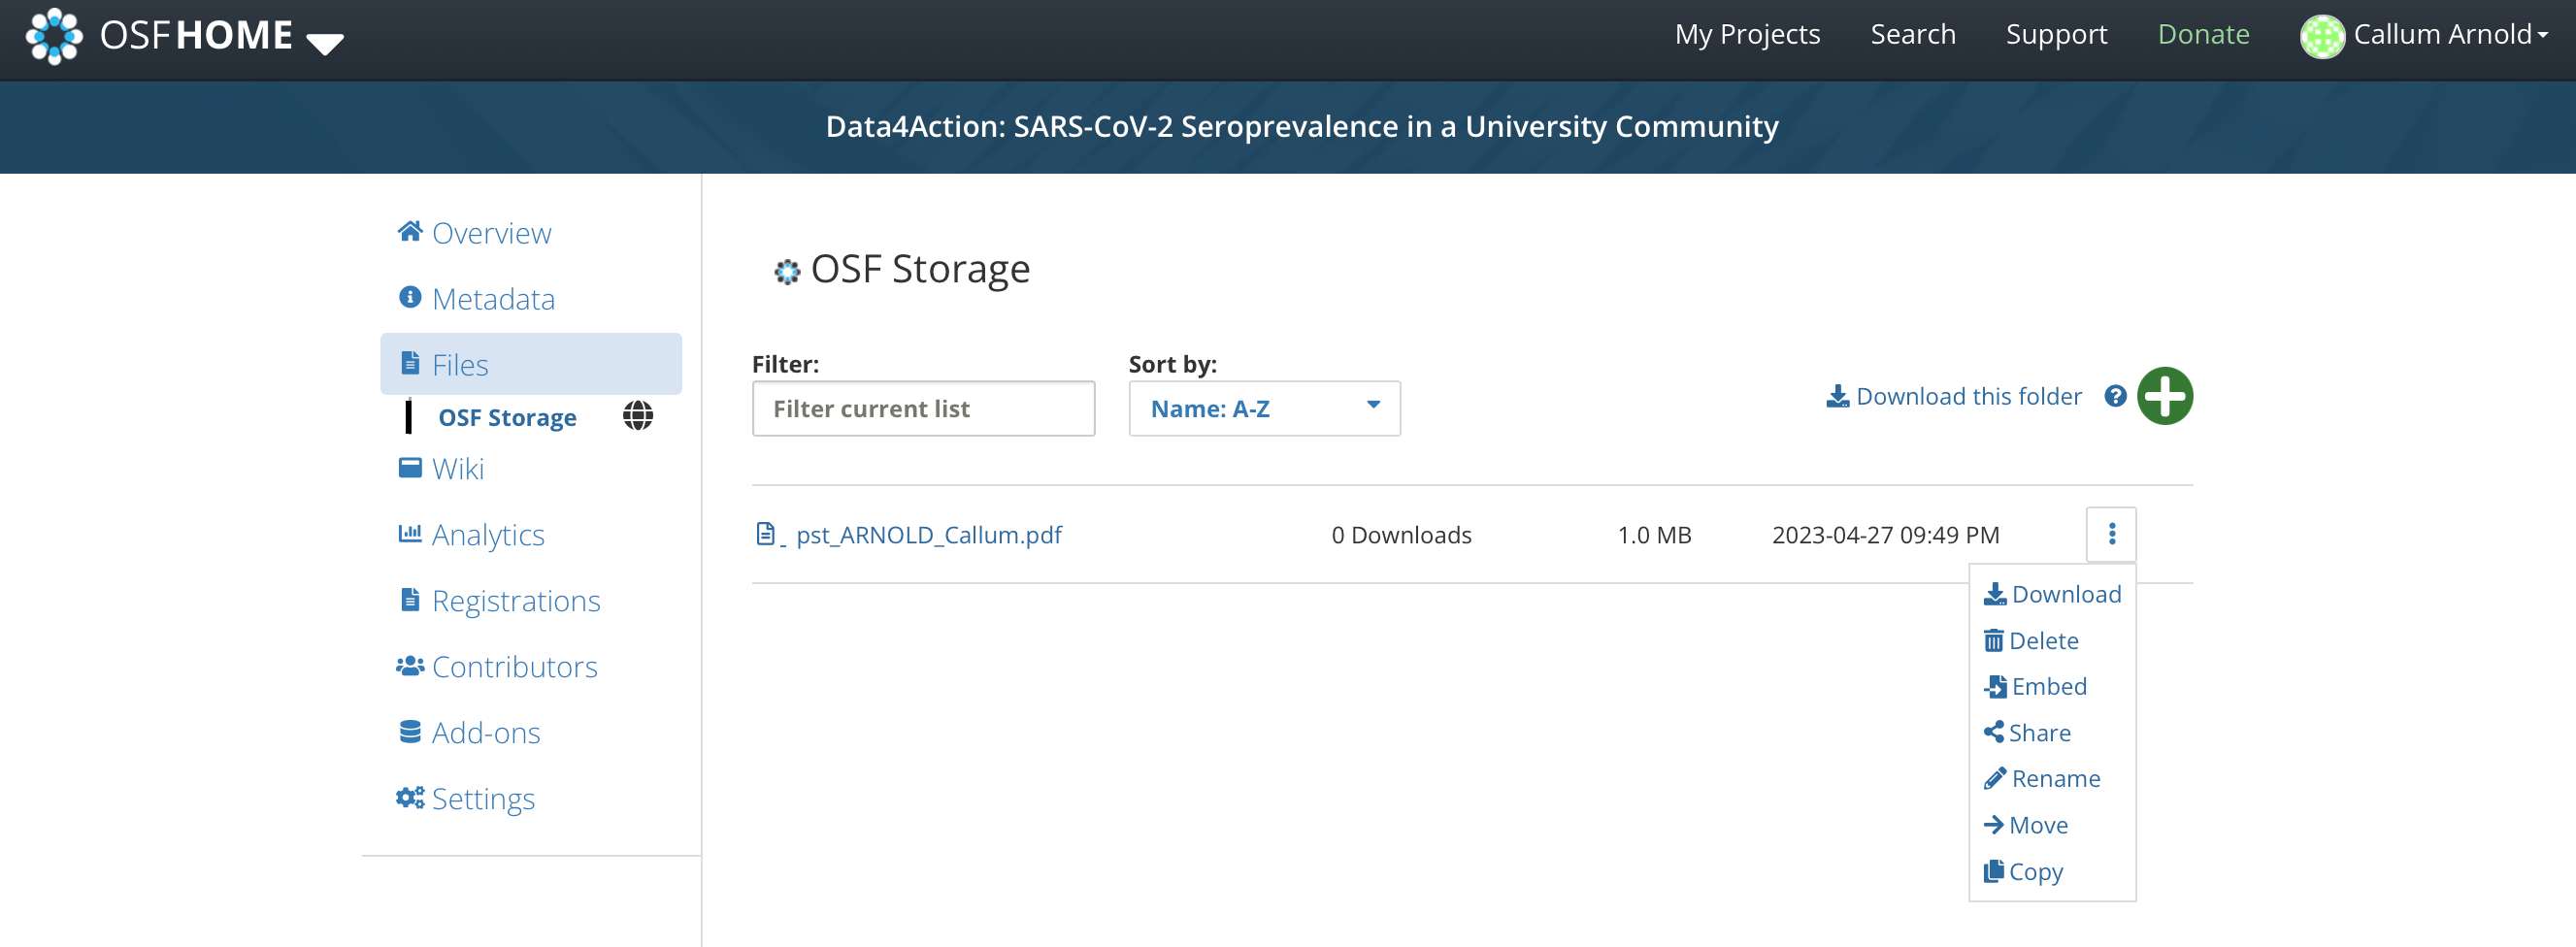 OSFHOME My Projects Search Support Donate Callum Arnold
Data4Action: SARS-CoV-2 Seroprevalence in a University Community
Overview
Metadata
Files
OSF Storage
Wiki
Analytics
Registrations
Contributors
Add-ons
Settings
OSF Storage
Filter:
Filter current list
Sort by:
Name: A-Z
Download this folder
pst_ARNOLD_Callum.pdf 0 Downloads 1.0 MB 2023-04-27 09:49 PM
Download
Delete
Embed
Share
Rename
Move
Copy